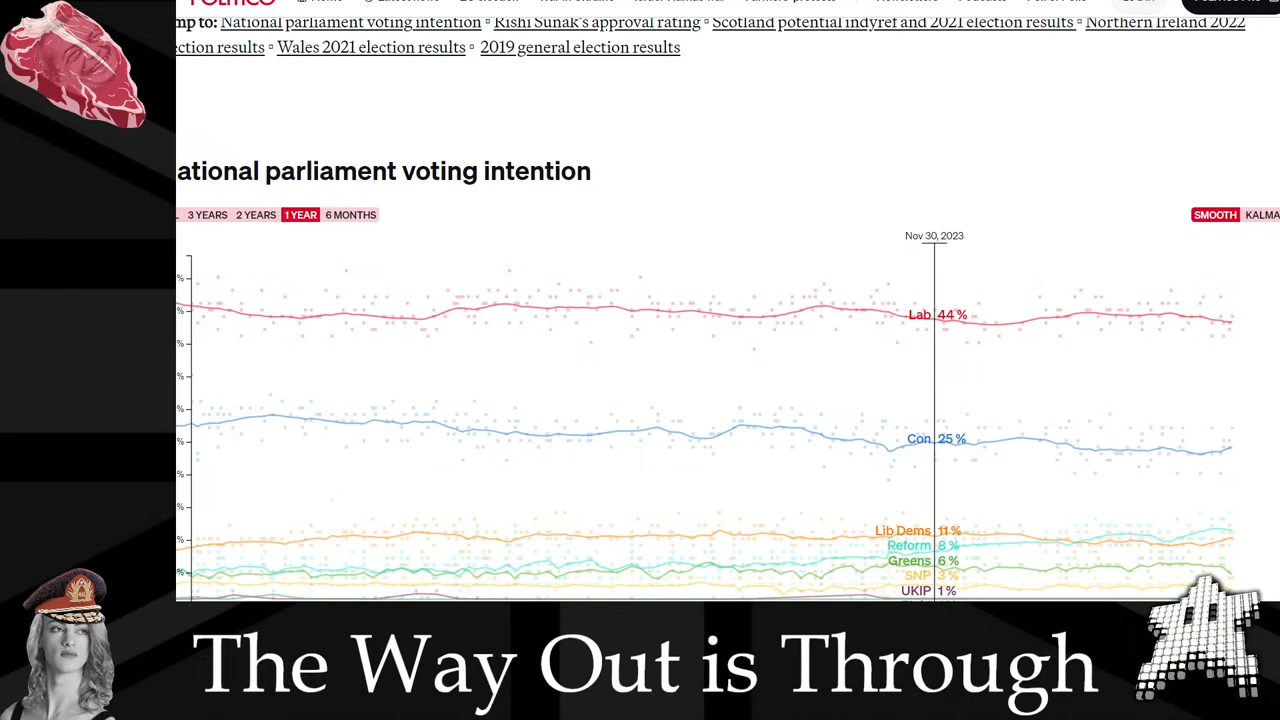 POLITICO
mp to: National parliament voting intention ▫ Rishi Sunak's approval rating ▫ Scotland potential indyref and 2021 election results ▫ Northern Ireland 2022
ction results ▫ Wales 2021 election results ▫ 2019 general election results
ational parliament voting intention
3 YEARS 2 YEARS 1 YEAR 6 MONTHS
SMOOTH KALMA
Nov 30, 2023
%
%
%
%
Lab 44 %
Con 25 %
Lib Dems 11 %
Reform 8 %
Greens 6 %
SNP 3 %
UKIP 1 %
The Way Out is Through